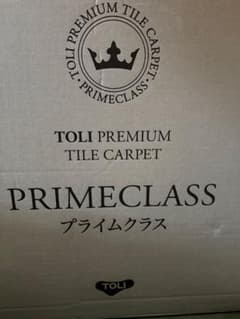 TOLI PREMIUM TILE CARPET
· PRIMECLASS ·
TOLI PREMIUM
TILE CARPET
PRIMECLASS
プライムクラス
TOLI